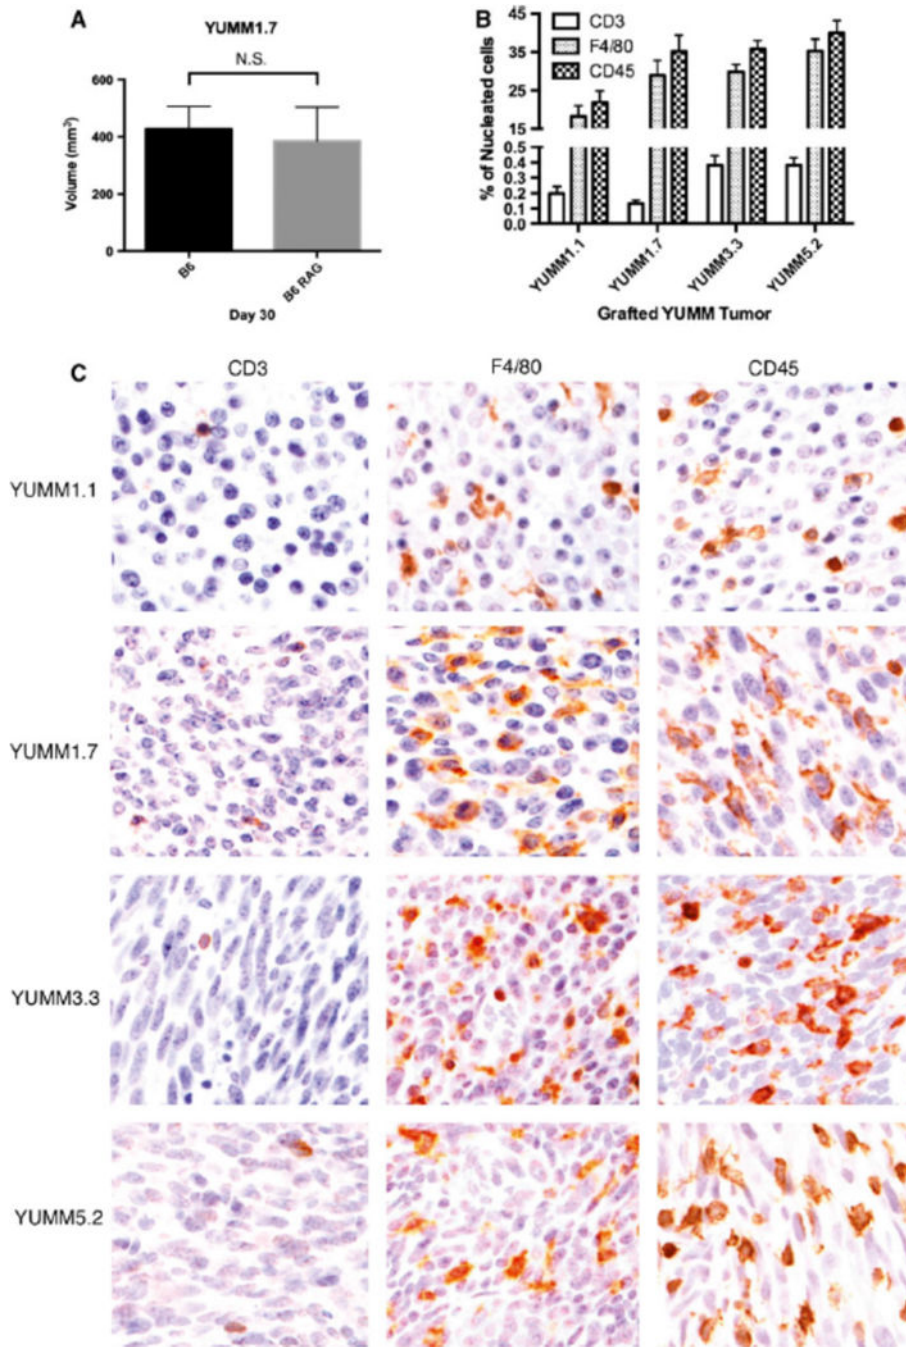 A
YUMM1.7
N.S.
Volume (mm³)
600
400
200
0
B6
B6 RAG
Day 30
B
% of Nucleated cells
45
35
25
15
0.5
0.4
0.3
0.2
0.1
0.0
CD3
F4/80
CD45
YUMM1.1
YUMM1.7
YUMM3.3
YUMM5.2
Grafted YUMM Tumor
C
CD3
F4/80
CD45
YUMM1.1
YUMM1.7
YUMM3.3
YUMM5.2